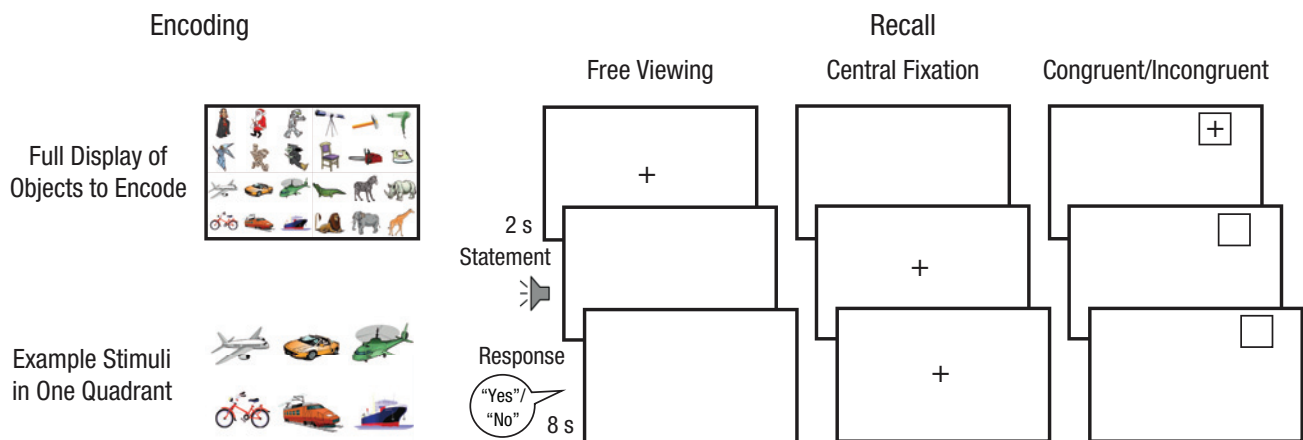 Encoding
Recall
Free Viewing
Central Fixation
Congruent/Incongruent
Full Display of
Objects to Encode
2 s
Statement
Example Stimuli
in One Quadrant
Response
“Yes”/
“No”
8 s